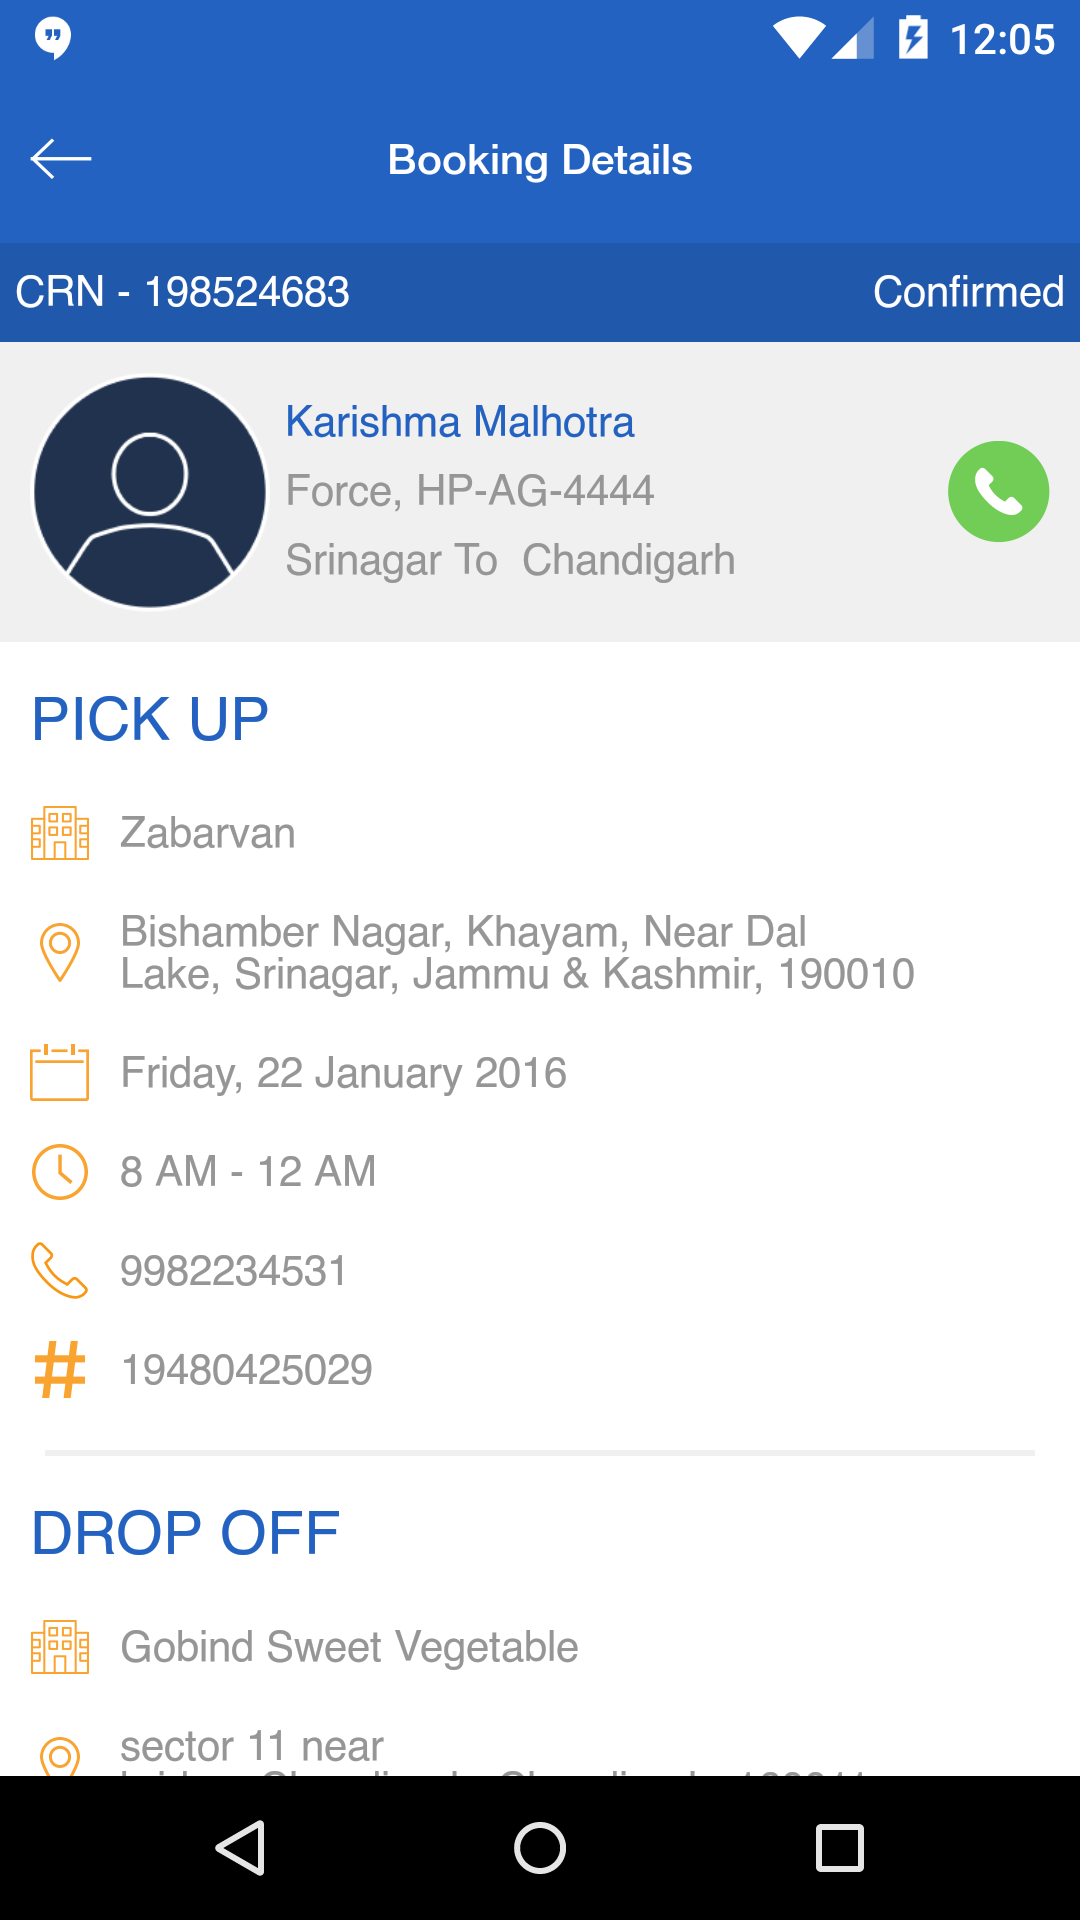 12:05
Booking Details
CRN - 198524683 Confirmed
Karishma Malhotra
Force, HP-AG-4444
Srinagar To  Chandigarh
PICK UP
Zabarvan
Bishamber Nagar, Khayam, Near Dal
Lake, Srinagar, Jammu & Kashmir, 190010
Friday, 22 January 2016
8 AM - 12 AM
9982234531
19480425029
DROP OFF
Gobind Sweet Vegetable
sector 11 near